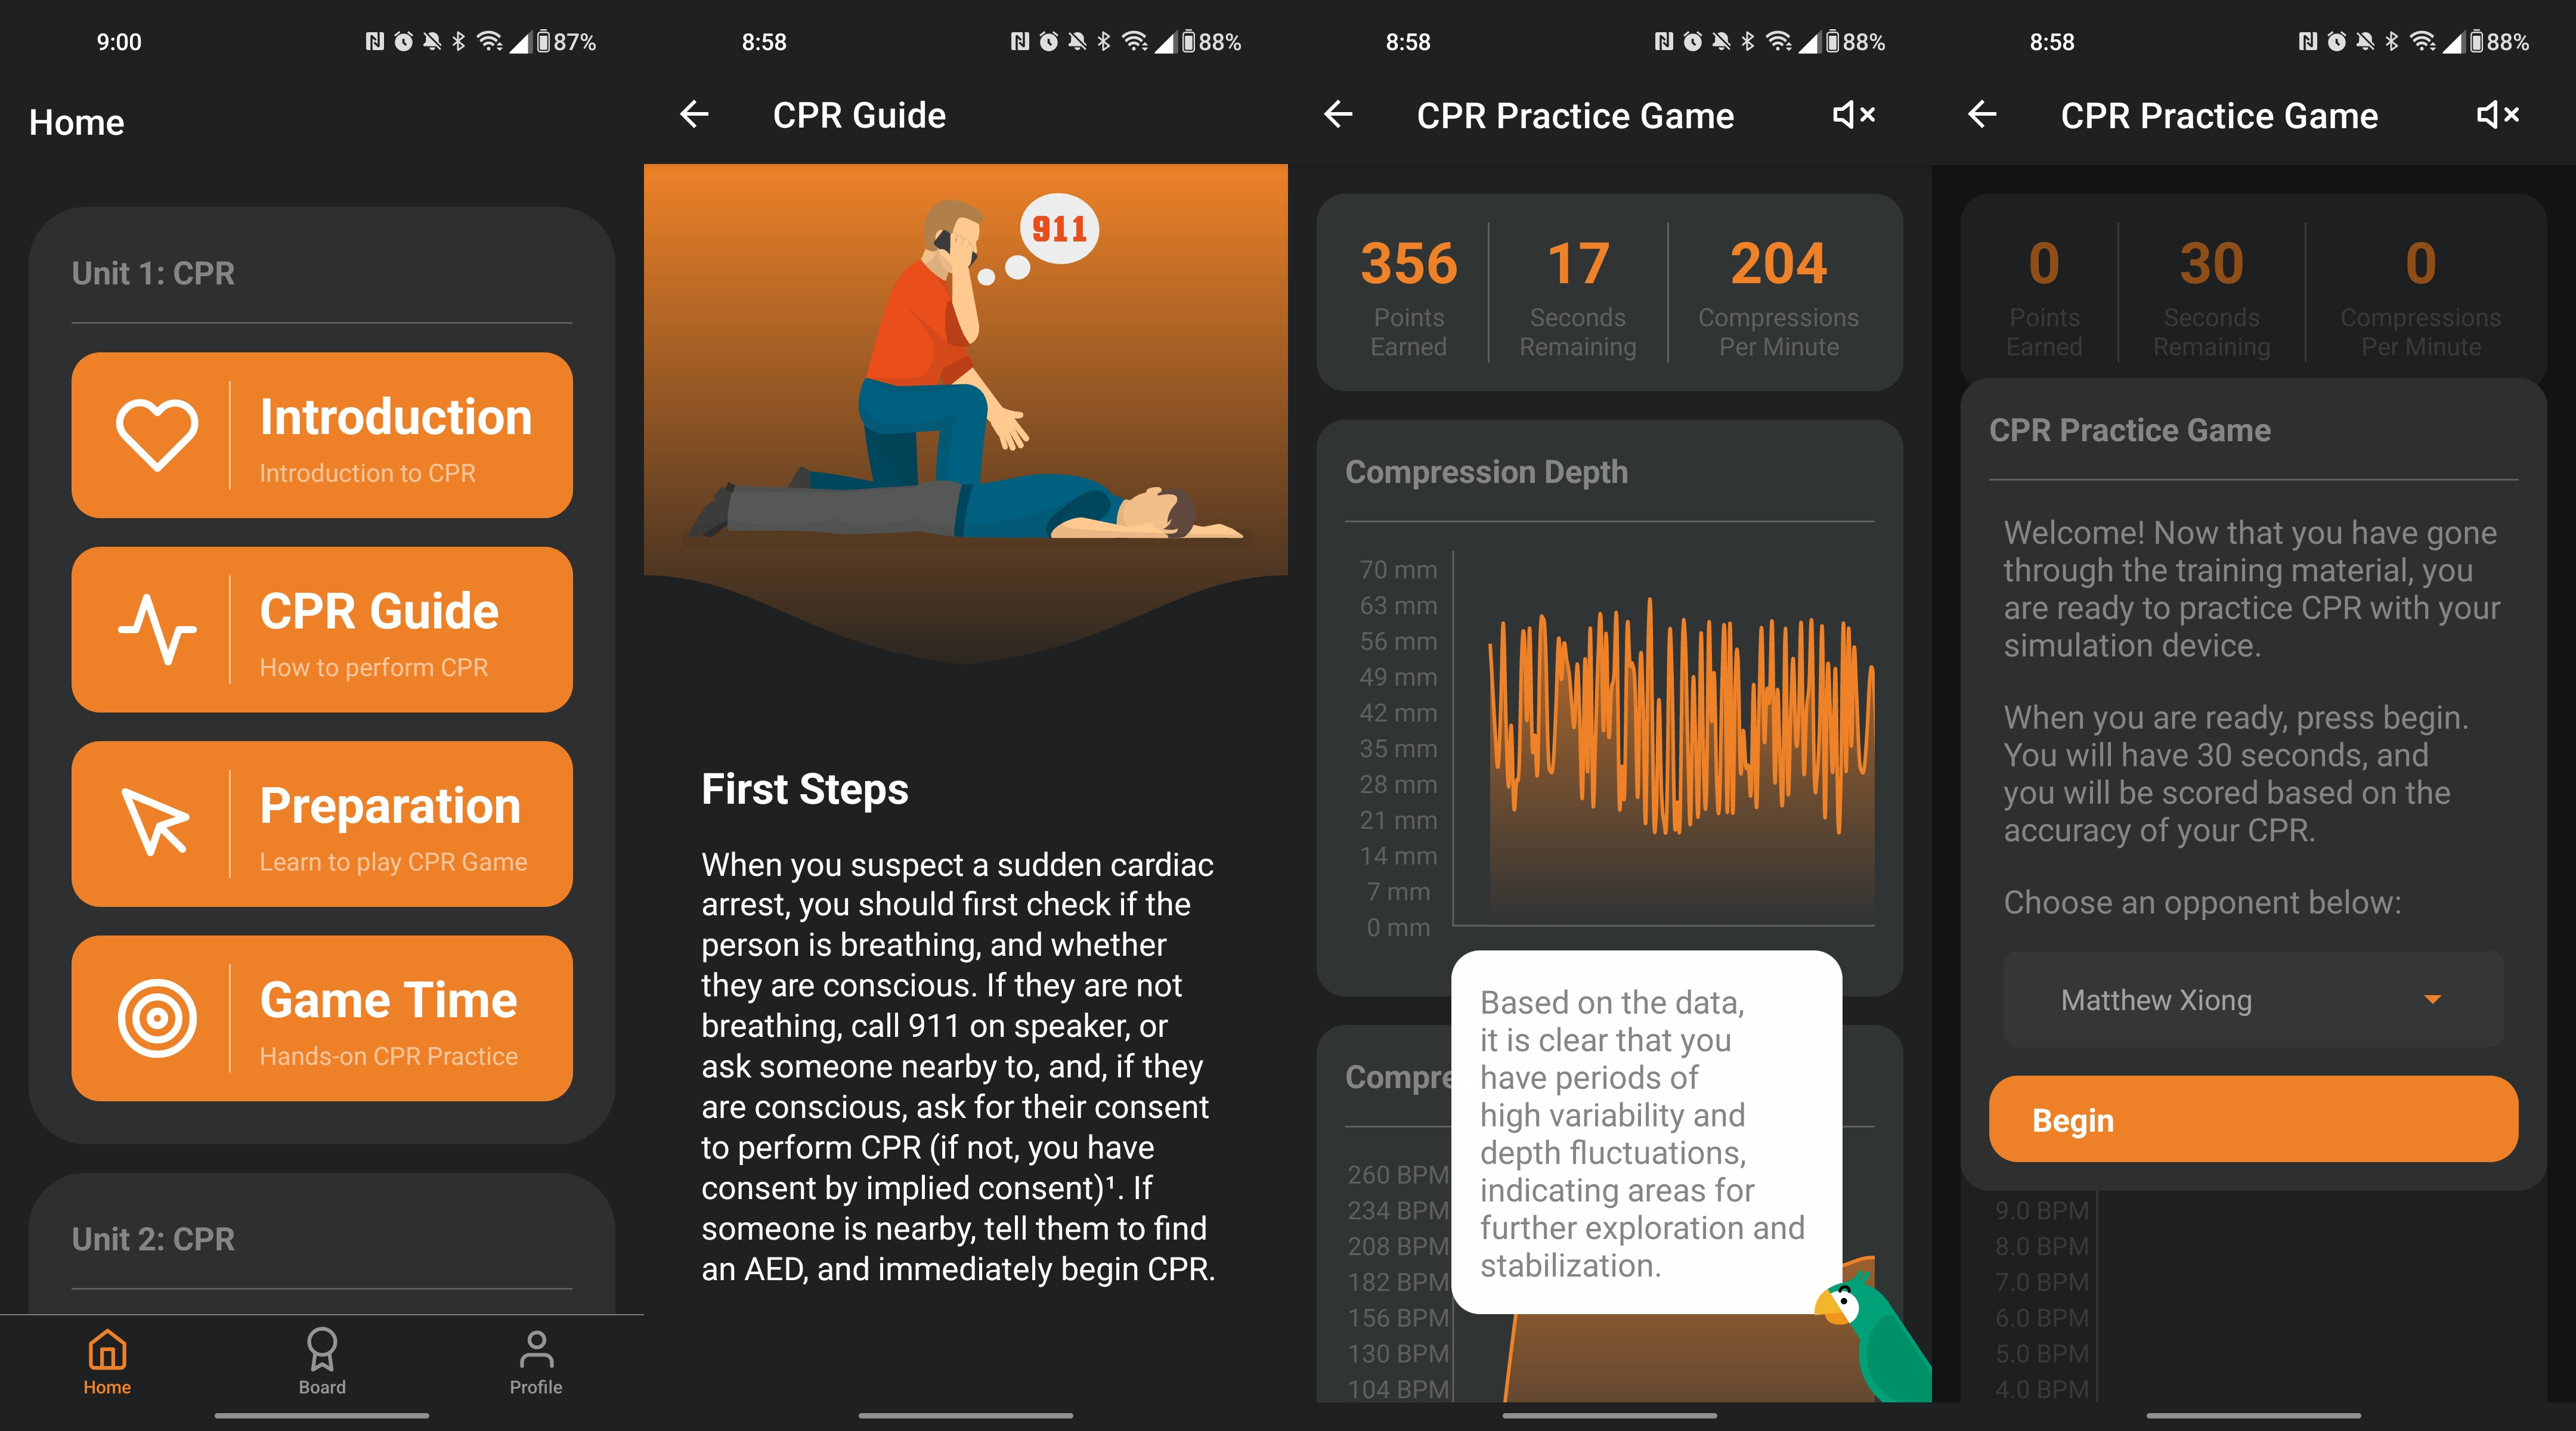 9:00
87%
Home
Unit 1: CPR
Introduction
Introduction to CPR
CPR Guide
How to perform CPR
Preparation
Learn to play CPR Game
Game Time
Hands-on CPR Practice
Unit 2: CPR
Home
Board
Profile
8:58
88%
CPR Guide
911
First Steps
When you suspect a sudden cardiac
arrest, you should first check if the
person is breathing, and whether
they are conscious. If they are not
breathing, call 911 on speaker, or
ask someone nearby to, and, if they
are conscious, ask for their consent
to perform CPR (if not, you have
consent by implied consent)¹. If
someone is nearby, tell them to find
an AED, and immediately begin CPR.
8:58
88%
CPR Practice Game
356
Points
Earned
17
Seconds
Remaining
204
Compressions
Per Minute
Compression Depth
70 mm
63 mm
56 mm
49 mm
42 mm
35 mm
28 mm
21 mm
14 mm
7 mm
0 mm
Compre
260 BPM
234 BPM
208 BPM
182 BPM
156 BPM
130 BPM
104 BPM
Based on the data,
it is clear that you
have periods of
high variability and
depth fluctuations,
indicating areas for
further exploration and
stabilization.
8:58
88%
CPR Practice Game
0
Points
Earned
30
Seconds
Remaining
0
Compressions
Per Minute
CPR Practice Game
Welcome! Now that you have gone
through the training material, you
are ready to practice CPR with your
simulation device.
When you are ready, press begin.
You will have 30 seconds, and
you will be scored based on the
accuracy of your CPR.
Choose an opponent below:
Matthew Xiong
Begin
9.0 BPM
8.0 BPM
7.0 BPM
6.0 BPM
5.0 BPM
4.0 BPM